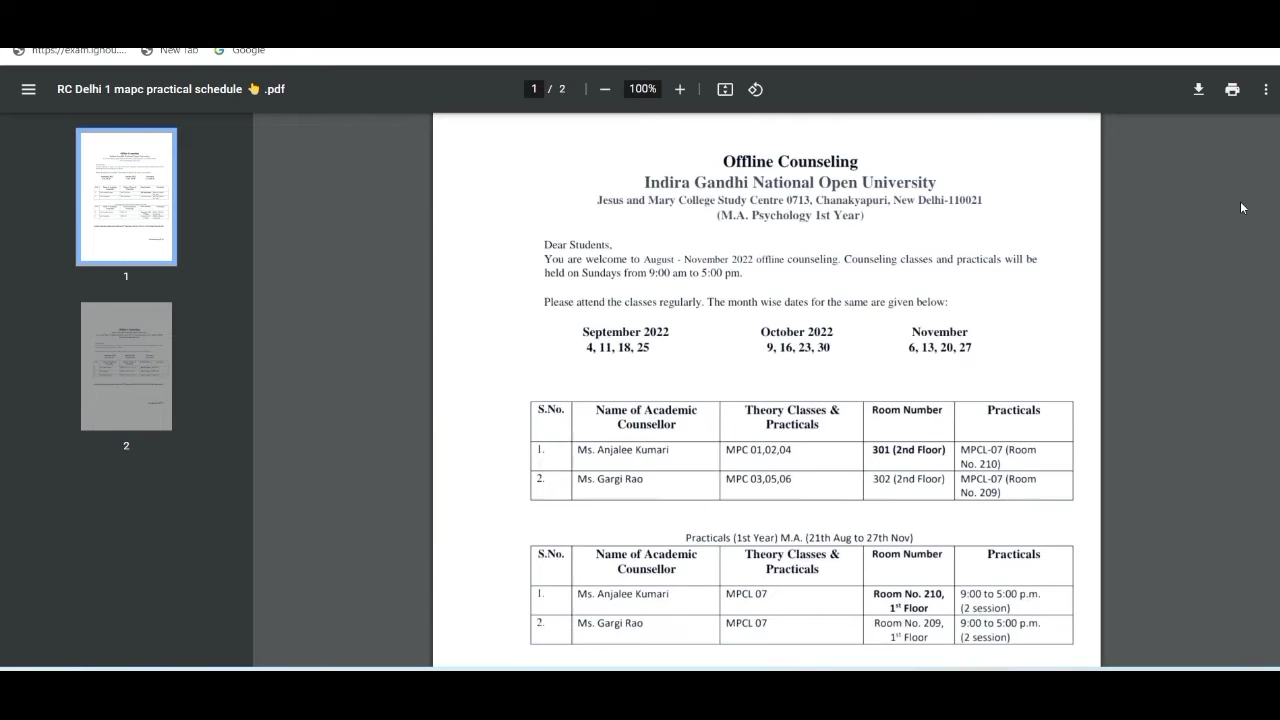 https://exam.ignou.... New Tab Google
RC Delhi 1 mapc practical schedule 👆 .pdf
1 / 2
100%
1
2
Offline Counseling
Indira Gandhi National Open University
Jesus and Mary College Study Centre 0713, Chanakyapuri, New Delhi-110021
(M.A. Psychology 1st Year)
Dear Students,
You are welcome to August - November 2022 offline counseling. Counseling classes and practicals will be
held on Sundays from 9:00 am to 5:00 pm.
Please attend the classes regularly. The month wise dates for the same are given below:
September 2022 October 2022 November
4, 11, 18, 25 9, 16, 23, 30 6, 13, 20, 27
S.No. Name of Academic Theory Classes & Room Number Practicals
Counsellor Practicals
1. Ms. Anjalee Kumari MPC 01,02,04 301 (2nd Floor) MPCL-07 (Room
No. 210)
2. Ms. Gargi Rao MPC 03,05,06 302 (2nd Floor) MPCL-07 (Room
No. 209)
Practicals (1st Year) M.A. (21th Aug to 27th Nov)
S.No. Name of Academic Theory Classes & Room Number Practicals
Counsellor Practicals
1. Ms. Anjalee Kumari MPCL 07 Room No. 210, 9:00 to 5:00 p.m.
1st Floor (2 session)
2. Ms. Gargi Rao MPCL 07 Room No. 209, 9:00 to 5:00 p.m.
1st Floor (2 session)